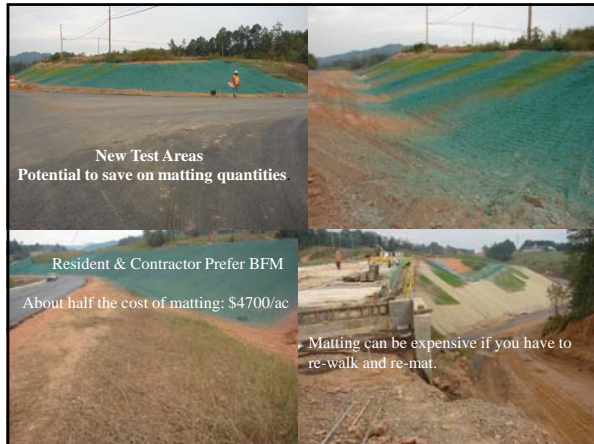 New Test Areas
Potential to save on matting quantities.
Resident & Contractor Prefer BFM
About half the cost of matting: $4700/ac
Matting can be expensive if you have to
re-walk and re-mat.